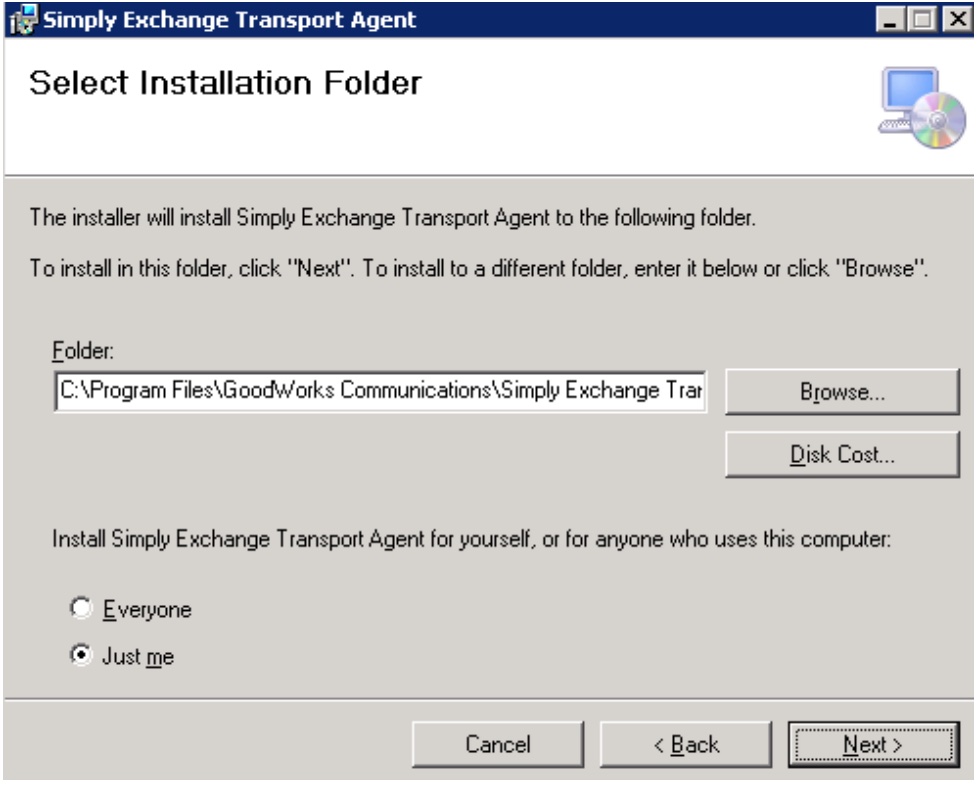 Simply Exchange Transport Agent
Select Installation Folder
The installer will install Simply Exchange Transport Agent to the following folder.
To install in this folder, click "Next". To install to a different folder, enter it below or click "Browse".
Folder:
C:\Program Files\GoodWorks Communications\Simply Exchange Tran
Browse...
Disk Cost...
Install Simply Exchange Transport Agent for yourself, or for anyone who uses this computer:
Everyone
Just me
Cancel
< Back
Next >